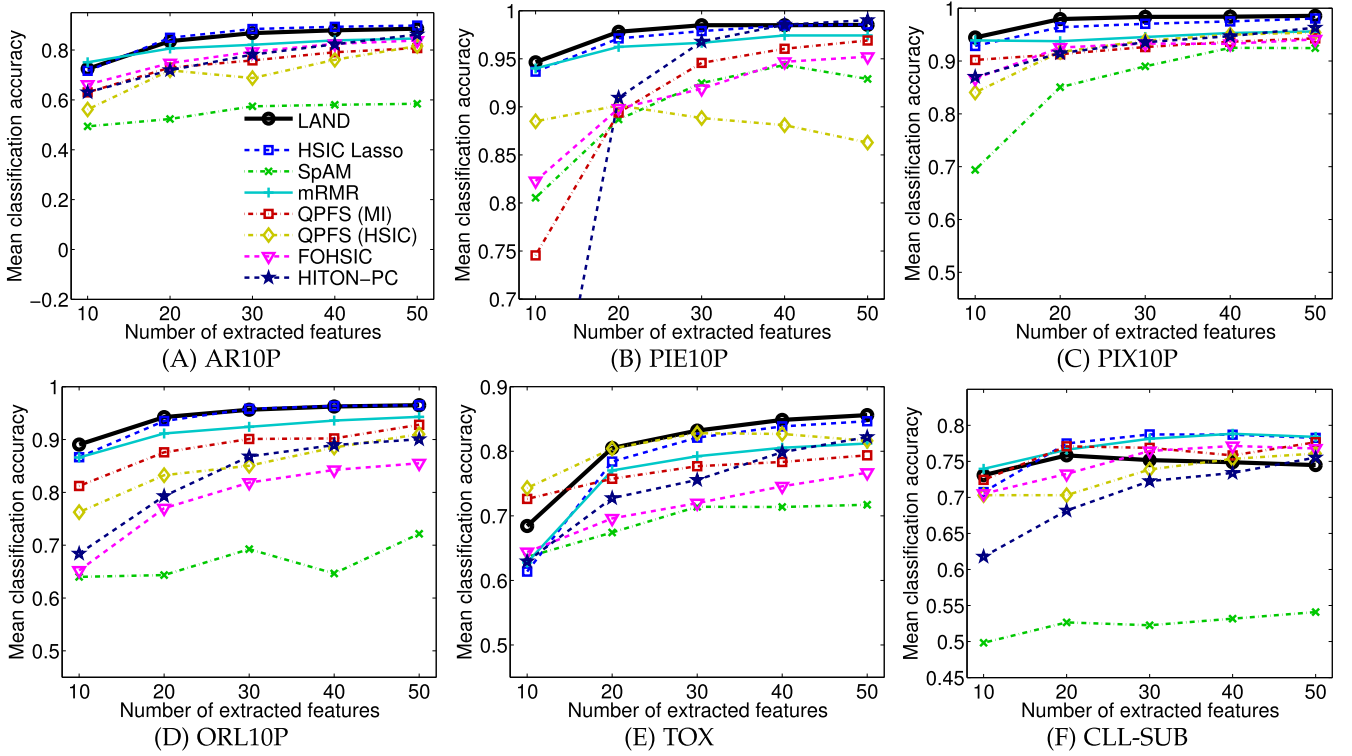 Mean classification accuracy
0.8
0.6
0.4
0.2
0
−0.2
LAND
HSIC Lasso
SpAM
mRMR
QPFS (MI)
QPFS (HSIC)
FOHSIC
HITON−PC
10 20 30 40 50
Number of extracted features
(A) AR10P
Mean classification accuracy
1
0.95
0.9
0.85
0.8
0.75
0.7
10 20 30 40 50
Number of extracted features
(B) PIE10P
Mean classification accuracy
1
0.9
0.8
0.7
0.6
0.5
10 20 30 40 50
Number of extracted features
(C) PIX10P
Mean classification accuracy
1
0.9
0.8
0.7
0.6
0.5
10 20 30 40 50
Number of extracted features
(D) ORL10P
Mean classification accuracy
0.9
0.8
0.7
0.6
0.5
10 20 30 40 50
Number of extracted features
(E) TOX
Mean classification accuracy
0.8
0.75
0.7
0.65
0.6
0.55
0.5
0.45
10 20 30 40 50
Number of extracted features
(F) CLL-SUB